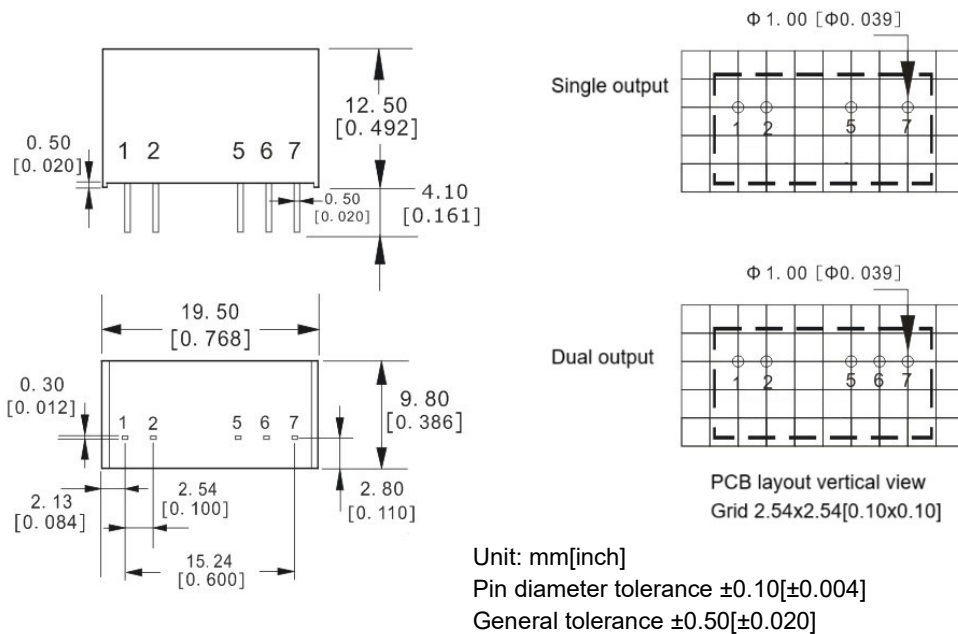 12.50
[0.492]
0.50
[0.020]
1 2 5 6 7
0.50
[0.020]
4.10
[0.161]
19.50
[0.768]
0.30
[0.012]
1 2 5 6 7
9.80
[0.386]
2.13
[0.084]
2.54
[0.100]
2.80
[0.110]
15.24
[0.600]
Φ1.00 [Φ0.039]
Single output
1 2 5 7
Φ1.00 [Φ0.039]
Dual output
1 2 5 6 7
PCB layout vertical view
Grid 2.54x2.54[0.10x0.10]
Unit: mm[inch]
Pin diameter tolerance ±0.10[±0.004]
General tolerance ±0.50[±0.020]